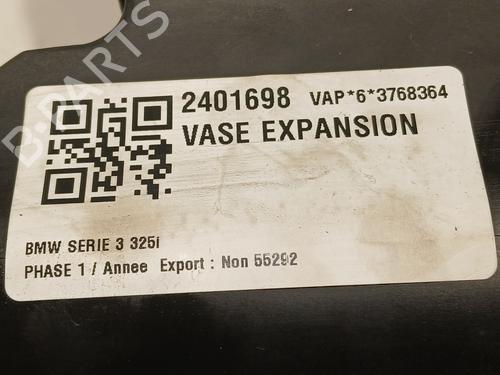 B-PARTS
2401698 VAP*6*3768364
VASE EXPANSION
BMW SERIE 3 325i
PHASE 1 / Annee Export : Non 55292